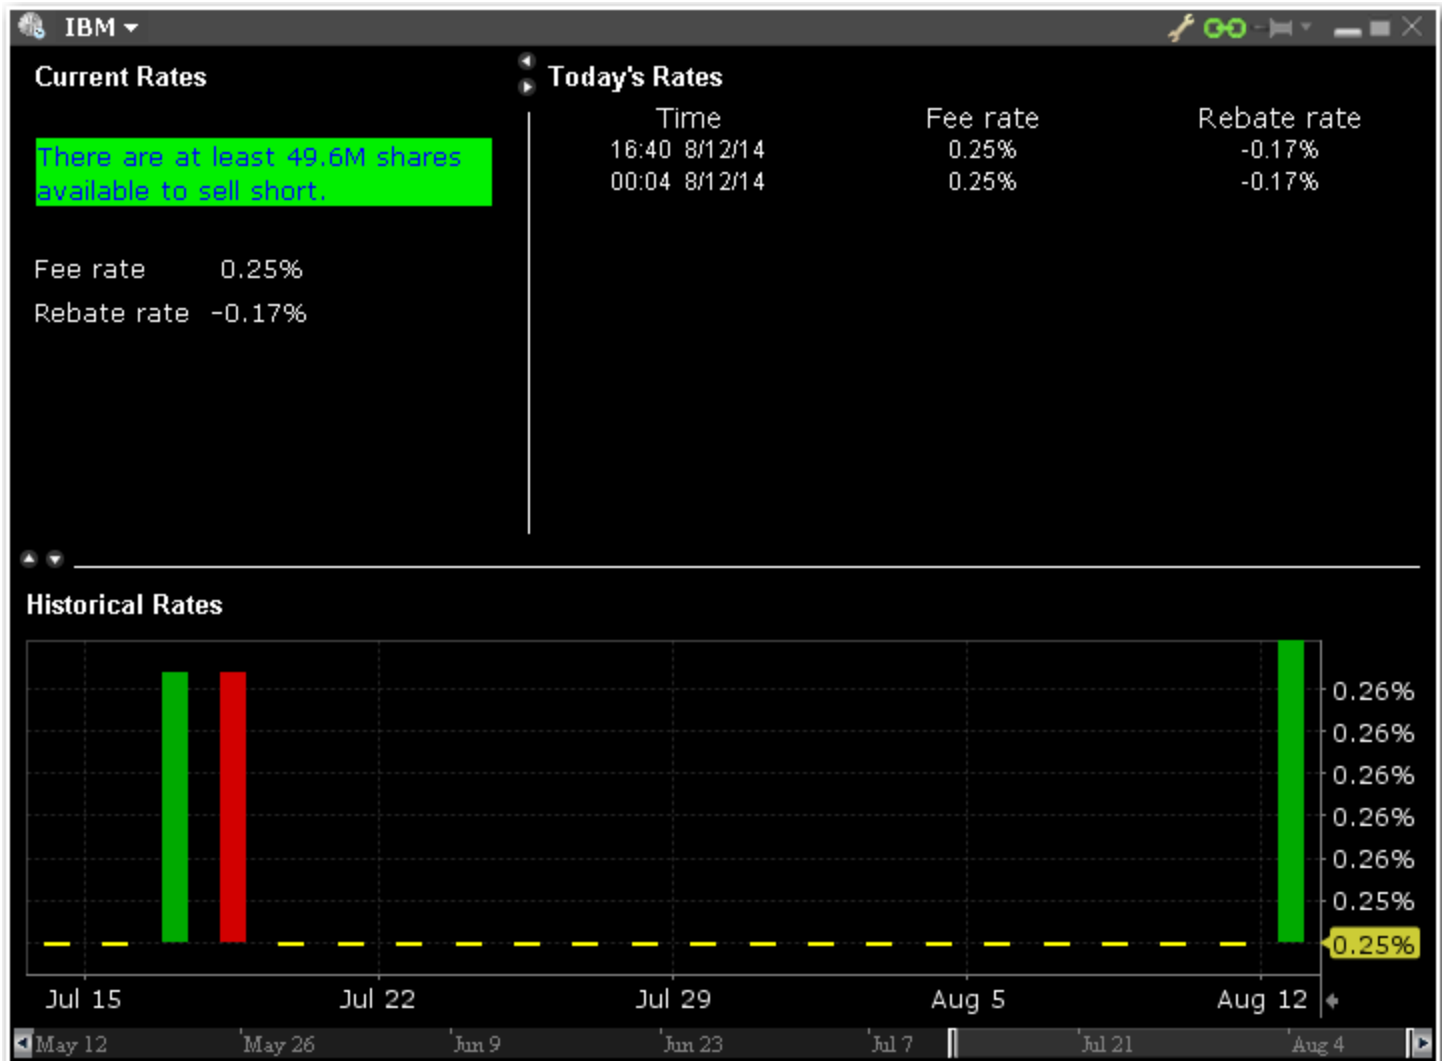 IBM
Current Rates
There are at least 49.6M shares
available to sell short.
Fee rate 0.25%
Rebate rate -0.17%
Today's Rates
Time Fee rate Rebate rate
16:40 8/12/14 0.25% -0.17%
00:04 8/12/14 0.25% -0.17%
Historical Rates
0.26%
0.26%
0.26%
0.26%
0.26%
0.25%
0.25%
Jul 15 Jul 22 Jul 29 Aug 5 Aug 12
May 12 May 26 Jun 9 Jun 23 Jul 7 Jul 21 Aug 4